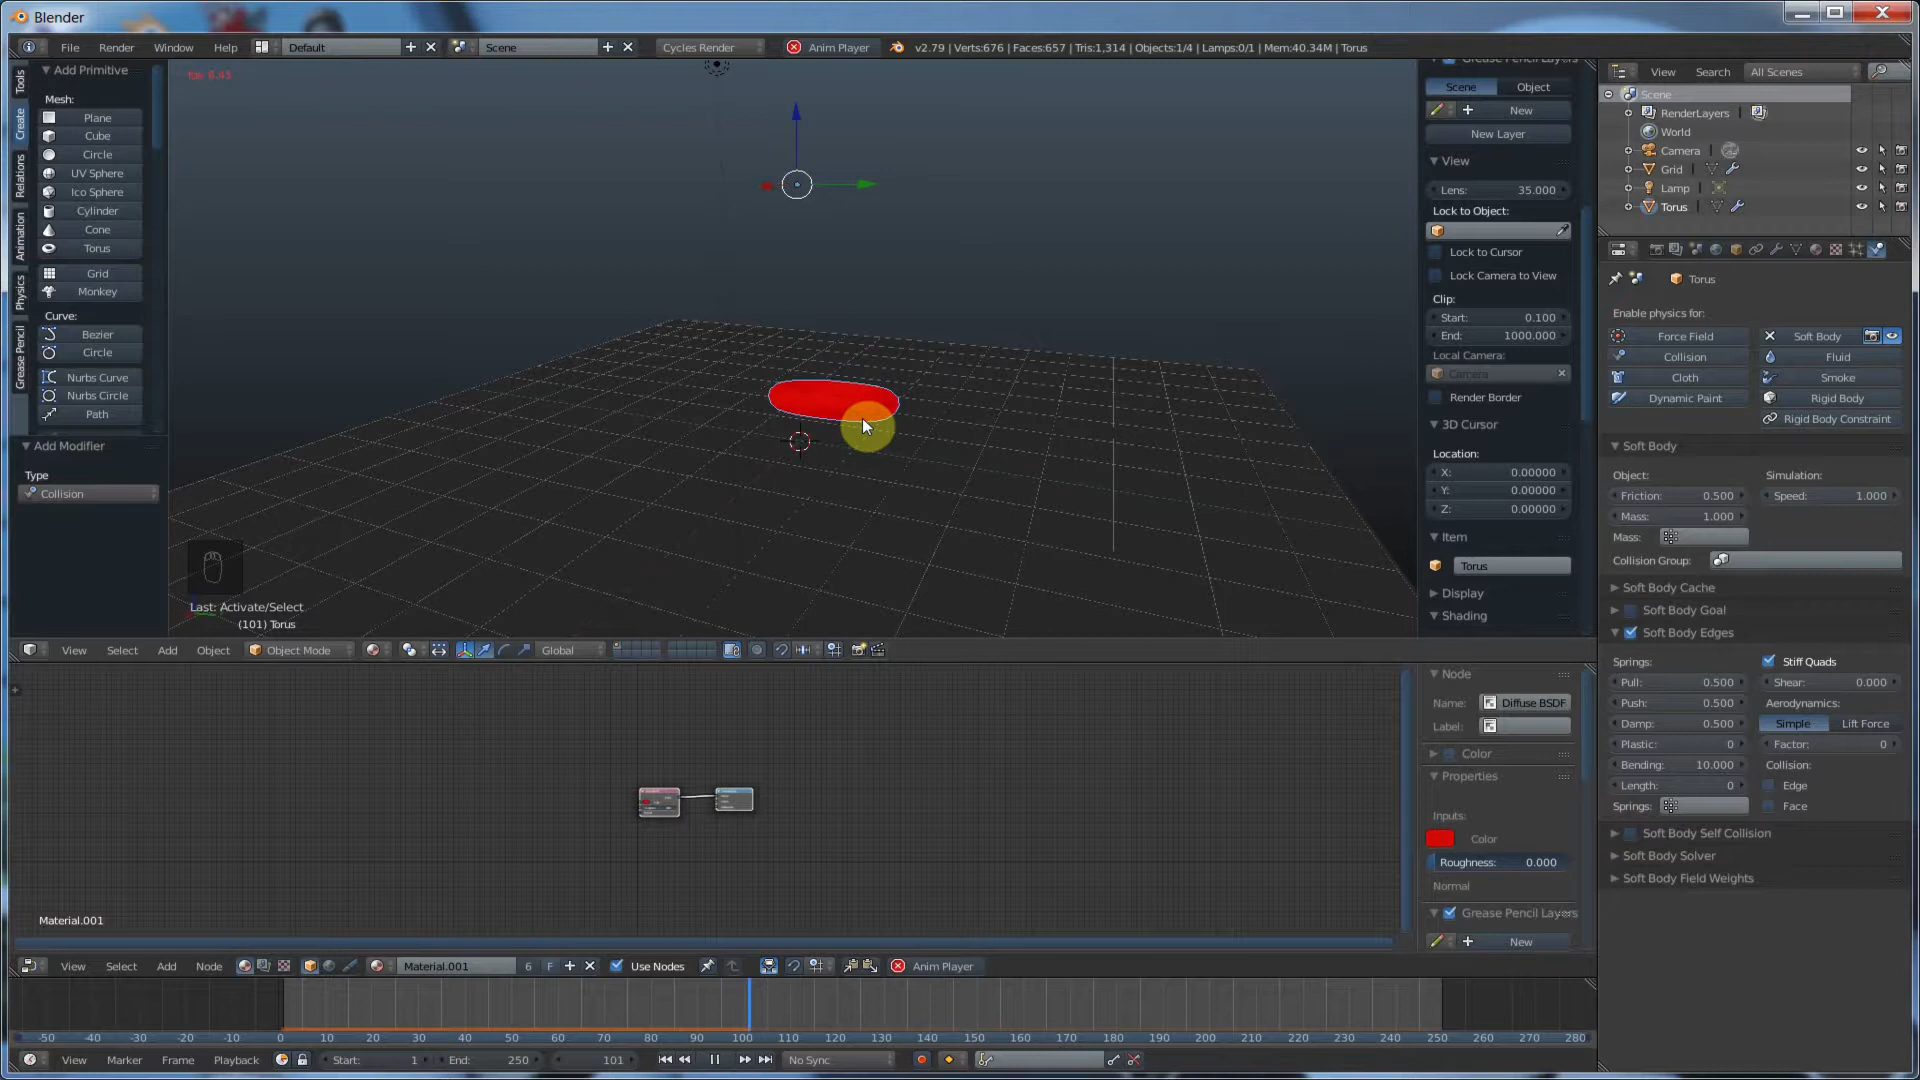 Blender
File Render Window Help Default Scene Cycles Render Anim Player v2.79 | Verts:676 | Faces:657 | Tris:1,314 | Objects:1/4 | Lamps:0/1 | Mem:40.34M | Torus
Tools
Create
Relations
Animation
Physics
Grease Pencil
Add Primitive
Mesh:
Plane
Cube
Circle
UV Sphere
Ico Sphere
Cylinder
Cone
Torus
Grid
Monkey
Curve:
Bezier
Circle
Nurbs Curve
Nurbs Circle
Path
Add Modifier
Type
Collision
Last: Activate/Select
(101) Torus
View Select Add Object Object Mode Global
Grease Pencil Layers
Scene Object
New
New Layer
View
Lens: 35.000
Lock to Object:
Lock to Cursor
Lock Camera to View
Clip:
Start: 0.100
End: 1000.000
Local Camera:
Camera
Render Border
3D Cursor
Location:
X: 0.00000
Y: 0.00000
Z: 0.00000
Item
Torus
Display
Shading
View Search All Scenes
Scene
RenderLayers
World
Camera
Grid
Lamp
Torus
Torus
Enable physics for:
Force Field Soft Body
Collision Fluid
Cloth Smoke
Dynamic Paint Rigid Body
Rigid Body Constraint
Soft Body
Object: Simulation:
Friction: 0.500 Speed: 1.000
Mass: 1.000
Mass:
Collision Group:
Soft Body Cache
Soft Body Goal
Soft Body Edges
Springs: Stiff Quads
Pull: 0.500 Shear: 0.000
Push: 0.500 Aerodynamics:
Damp: 0.500 Simple Lift Force
Plastic: 0 Factor: 0
Bending: 10.000 Collision:
Length: 0 Edge
Springs: Face
Soft Body Self Collision
Soft Body Solver
Soft Body Field Weights
Node
Name: Diffuse BSDF
Label:
Color
Properties
Inputs:
Color
Roughness: 0.000
Normal
Grease Pencil Layers
New
Material.001
View Select Add Node Material.001 6 F Use Nodes Anim Player
-50 -40 -30 -20 -10 0 10 20 30 40 50 60 70 80 90 100 110 120 130 140 150 160 170 180 190 200 210 220 230 240 250 260 270 280
View Marker Frame Playback Start: 1 End: 250 101 No Sync